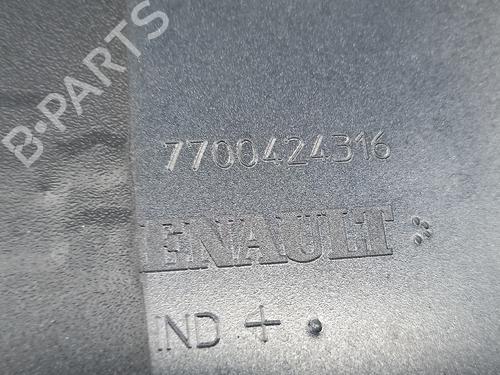 B-PARTS
7700424316
ENAULT
IND +